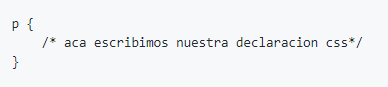 p {
    /* aca escribimos nuestra declaracion css*/
}